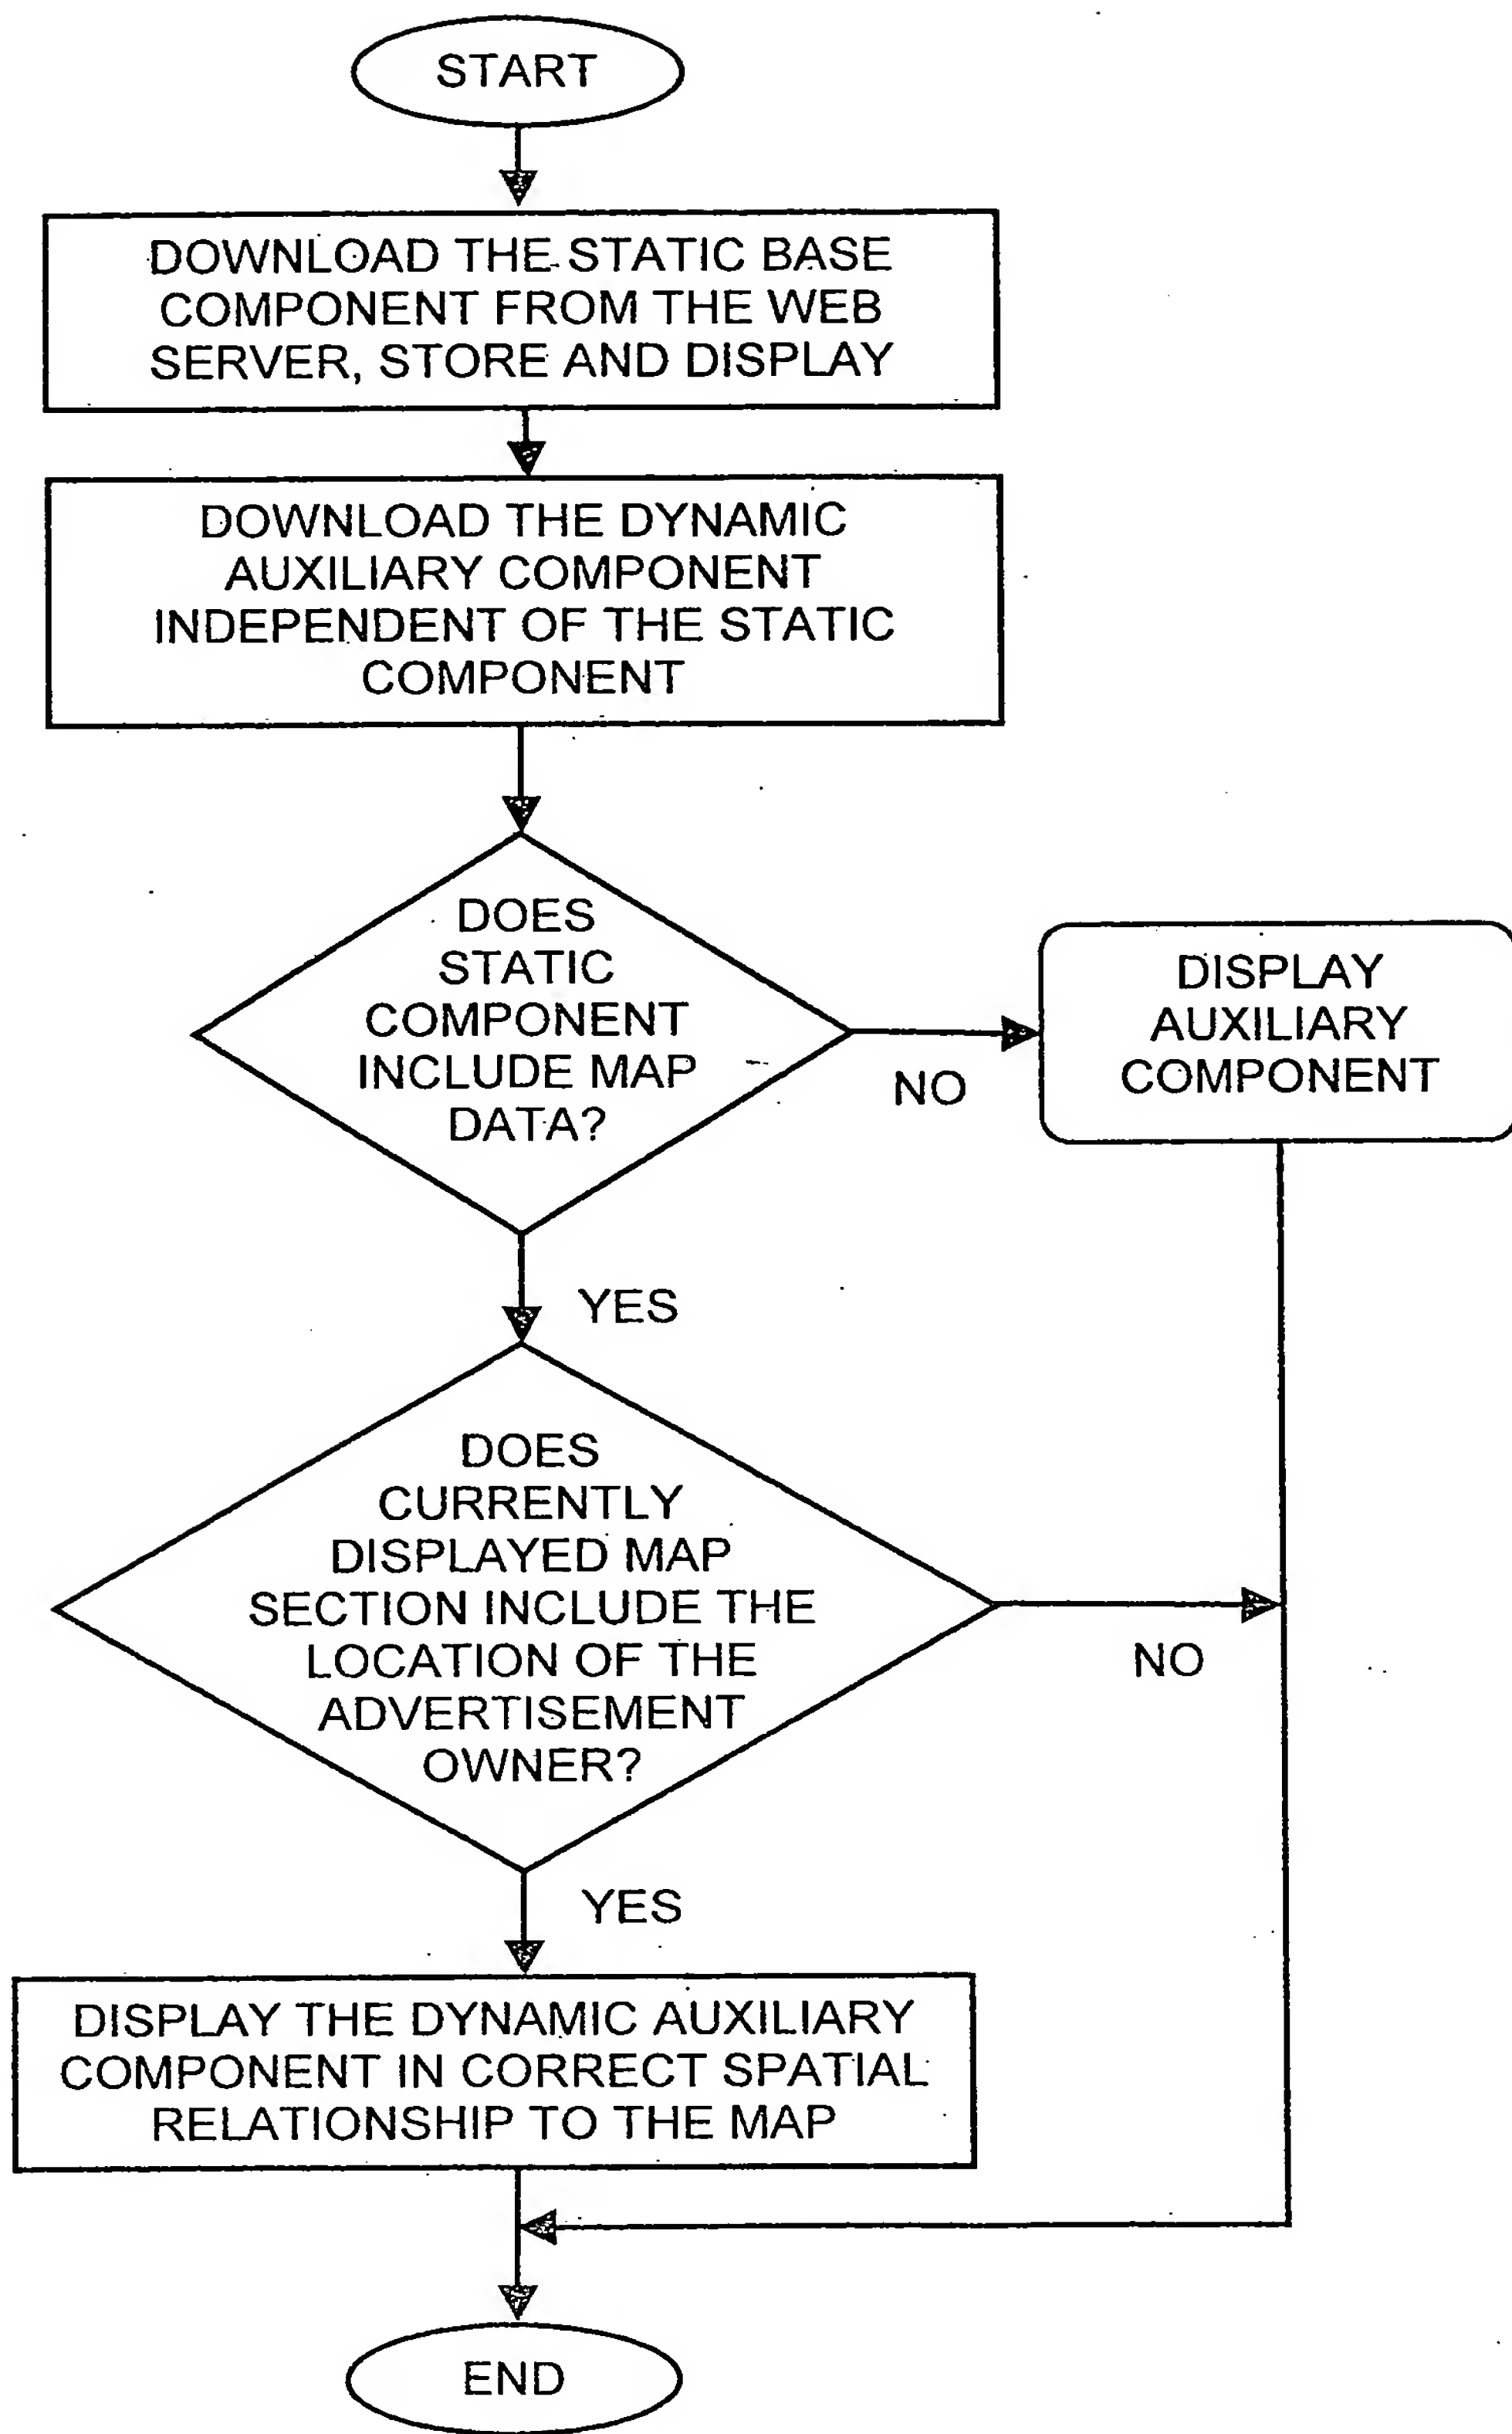 START
DOWNLOAD THE STATIC BASE
COMPONENT FROM THE WEB
SERVER, STORE AND DISPLAY
DOWNLOAD THE DYNAMIC
AUXILIARY COMPONENT
INDEPENDENT OF THE STATIC
COMPONENT
DOES
STATIC
COMPONENT
INCLUDE MAP
DATA?
NO
DISPLAY
AUXILIARY
COMPONENT
YES
DOES
CURRENTLY
DISPLAYED MAP
SECTION INCLUDE THE
LOCATION OF THE
ADVERTISEMENT
OWNER?
NO
YES
DISPLAY THE DYNAMIC AUXILIARY
COMPONENT IN CORRECT SPATIAL
RELATIONSHIP TO THE MAP
END